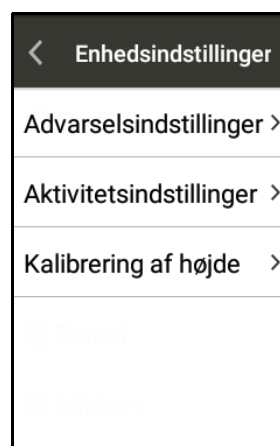 Enhedsindstillinger
Advarselsindstillinger
Aktivitetsindstillinger
Kalibrering af højde